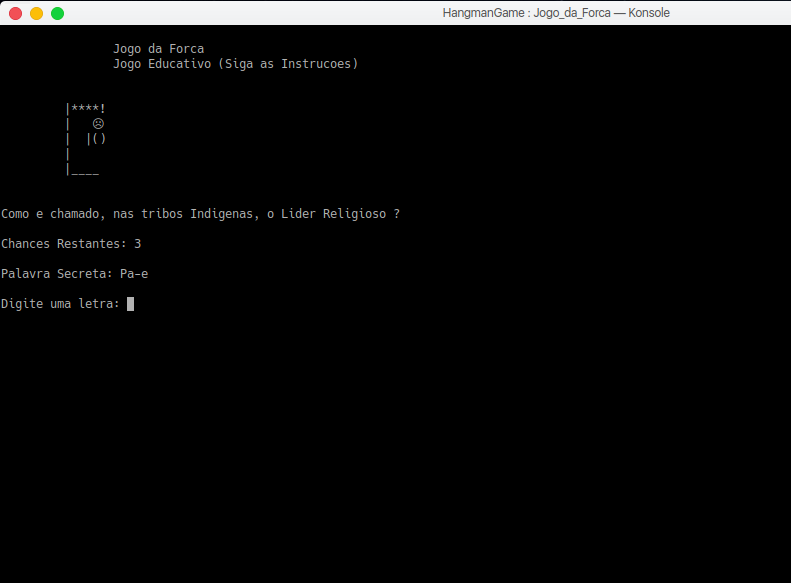 HangmanGame : Jogo_da_Forca — Konsole
Jogo da Forca
Jogo Educativo (Siga as Instrucoes)
|****!
|   ☹
|  |()
|
|____
Como e chamado, nas tribos Indigenas, o Lider Religioso ?
Chances Restantes: 3
Palavra Secreta: Pa-e
Digite uma letra: